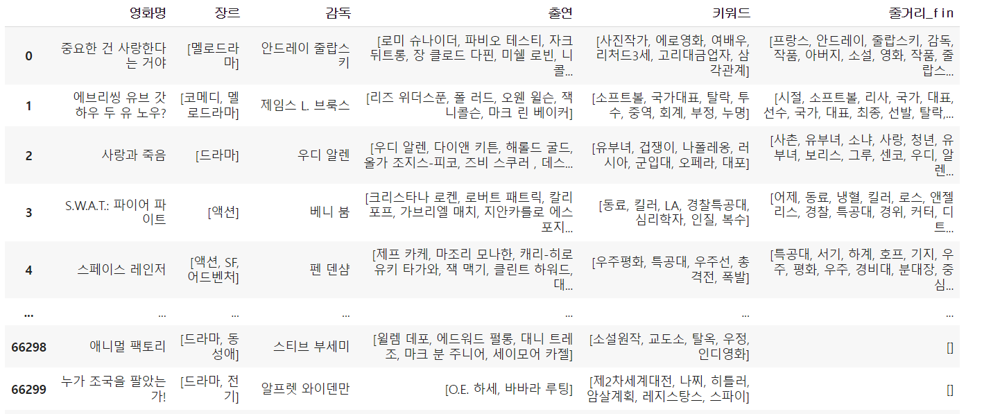 영화명 장르 감독 출연 키워드 줄거리_fin
0 중요한 건 사랑한다는 거야 [멜로드라마] 안드레이 줄랍스키 [로미 슈나이더, 파비오 테스티, 자크 뒤트롱, 장 클로드 다핀, 미쉘 로빈, 니콜... [사진작가, 에로영화, 여배우, 리처드3세, 고리대금업자, 삼각관계] [프랑스, 안드레이, 줄랍스키, 감독, 작품, 아버지, 소설, 영화, 작품, 줄랍스...
1 에브리씽 유브 갓 하우 두 유 노우? [코메디, 멜로드라마] 제임스 L. 브룩스 [리즈 위더스푼, 폴 러드, 오웬 윌슨, 잭 니콜슨, 마크 린 베이커] [소프트볼, 국가대표, 탈락, 투수, 중역, 회계, 부정, 누명] [시절, 소프트볼, 리사, 국가, 대표, 선수, 국가, 대표, 최종, 선발, 탈락,...
2 사랑과 죽음 [드라마] 우디 알렌 [우디 알렌, 다이앤 키튼, 해롤드 굴드, 올가 조지스-피코, 즈비 스쿠러 , 데스... [유부녀, 겁쟁이, 나폴레옹, 러시아, 군입대, 오페라, 대포] [사촌, 유부녀, 소냐, 사랑, 청년, 유부녀, 보리스, 그루, 센코, 우디, 알렌...
3 S.W.A.T.: 파이어 파이트 [액션] 베니 붐 [크리스타나 로켄, 로버트 패트릭, 칼리 포프, 가브리엘 매치, 지안카를로 에스포지... [동료, 킬러, LA, 경찰특공대, 심리학자, 인질, 복수] [어제, 동료, 냉혈, 킬러, 로스, 앤젤리스, 경찰, 특공대, 경위, 커터, 디트...
4 스페이스 레인저 [액션, SF, 어드벤처] 펜 덴샴 [제프 카케, 마조리 모나한, 캐리-히로유키 타가와, 잭 맥기, 클린트 하워드, 대... [우주평화, 특공대, 우주선, 총격전, 폭발] [특공대, 서기, 하계, 호프, 기지, 우주, 평화, 우주, 경비대, 분대장, 중심...
... ... ... ... ... ... ...
66298 애니멀 팩토리 [드라마, 동성애] 스티브 부세미 [윌렘 데포, 에드워드 펄롱, 대니 트레조, 마크 분 주니어, 세이모어 카젤] [소설원작, 교도소, 탈옥, 우정, 인디영화] []
66299 누가 조국을 팔았는가! [드라마, 전기] 알프렛 와이덴만 [O.E. 하세, 바바라 루팅] [제2차세계대전, 나찌, 히틀러, 암살계획, 레지스탕스, 스파이] []